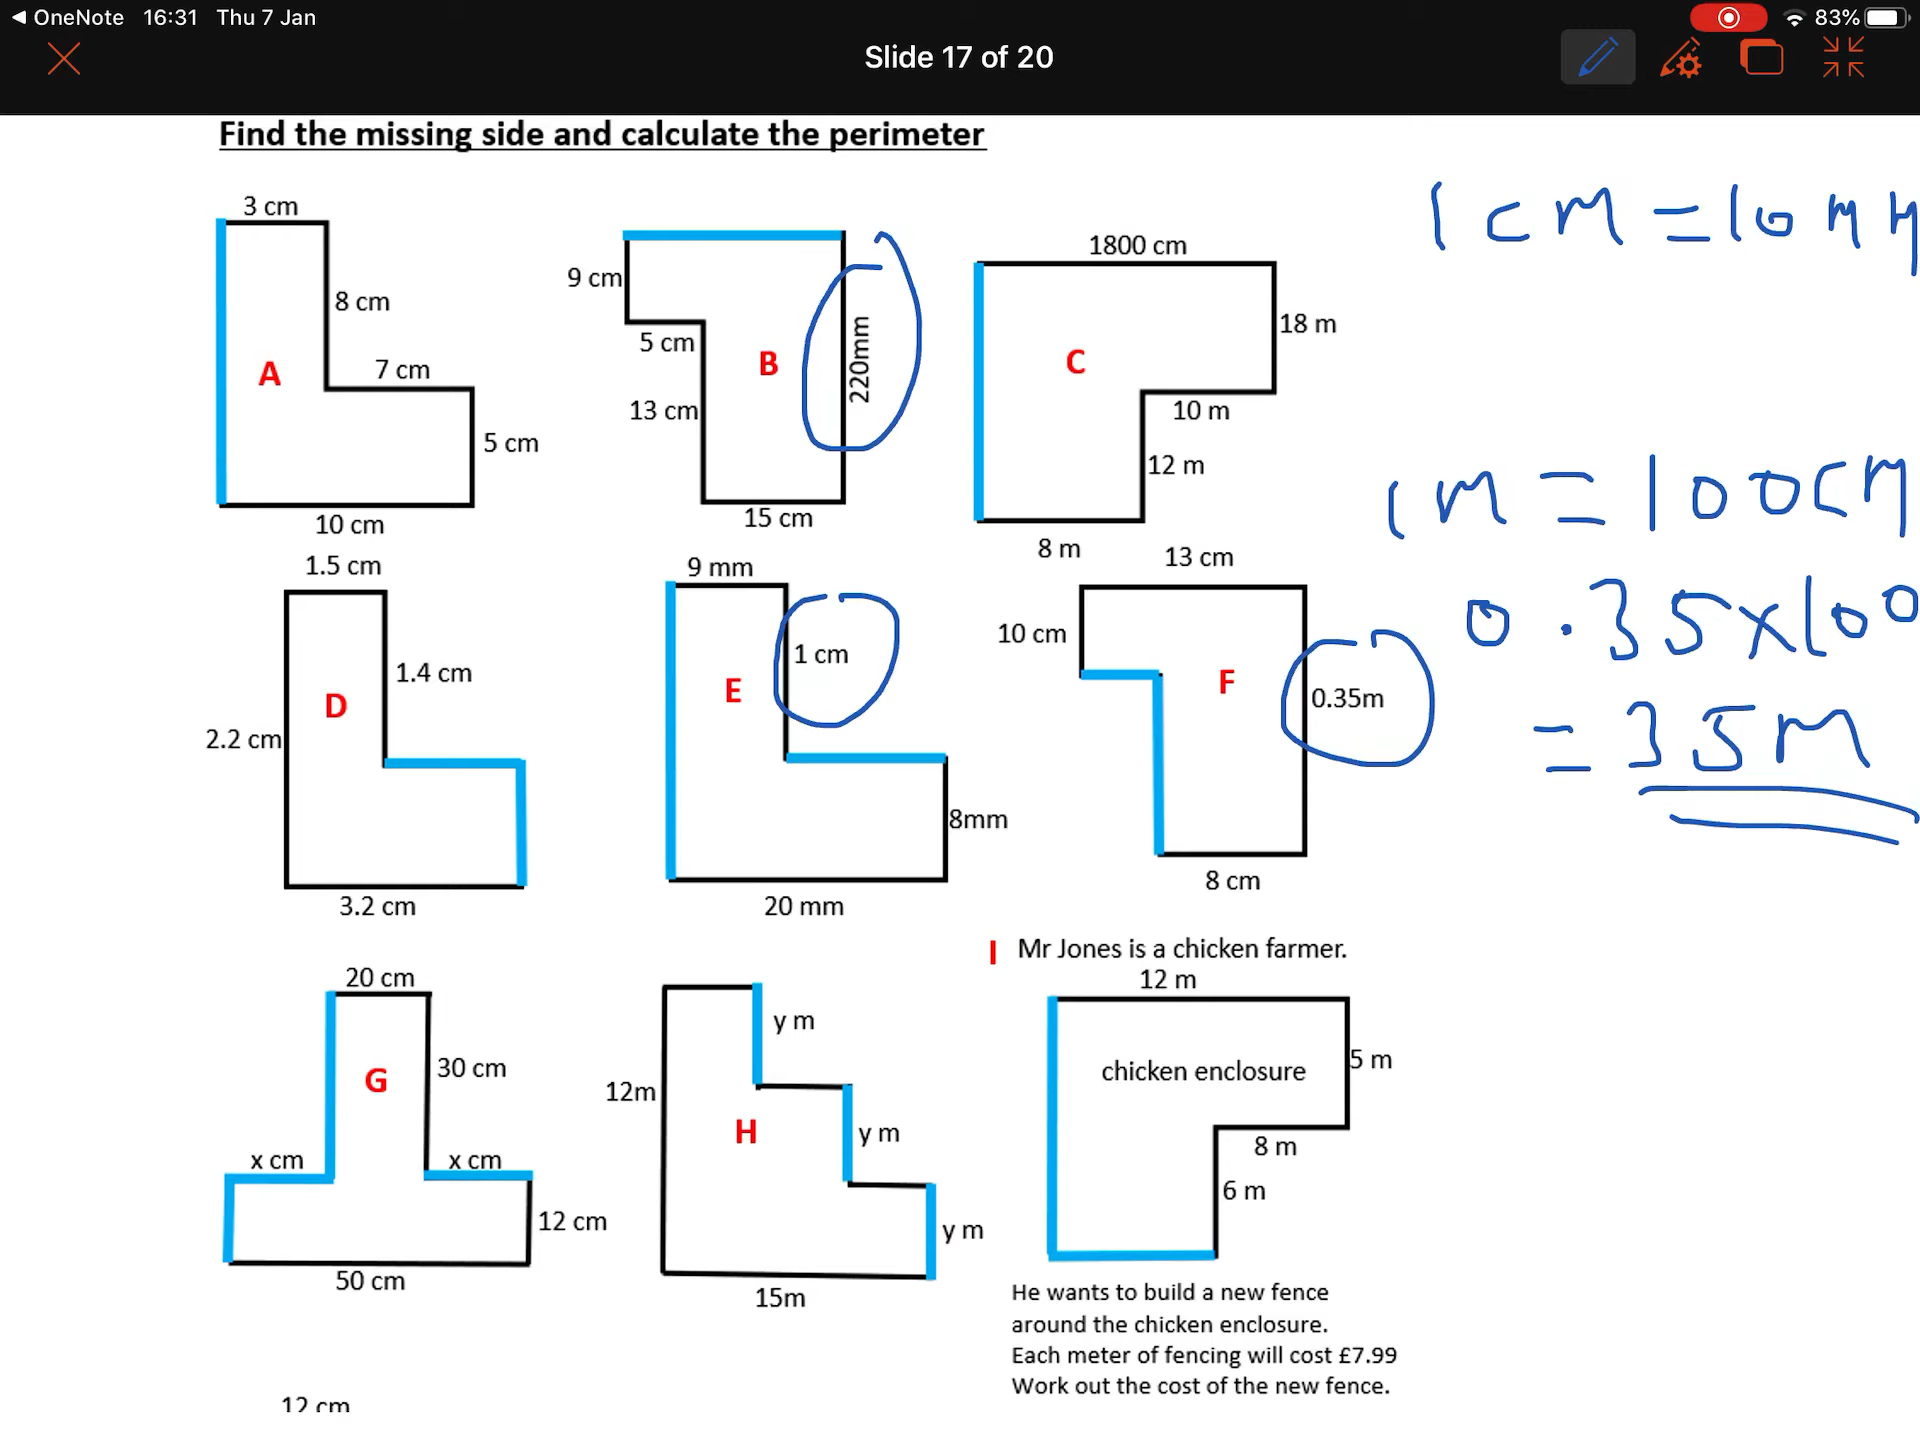 OneNote 16:31 Thu 7 Jan 83%
Slide 17 of 20
Find the missing side and calculate the perimeter
1cm = 10mm
3 cm
8 cm
A
7 cm
5 cm
10 cm
9 cm
5 cm
B
220mm
13 cm
15 cm
1800 cm
18 m
C
10 m
12 m
8 m
1m = 100cm
1.5 cm
1.4 cm
D
2.2 cm
3.2 cm
9 mm
1 cm
E
8mm
20 mm
13 cm
10 cm
F
0.35m
8 cm
0.35x100
= 35M
20 cm
G
30 cm
x cm
x cm
12 cm
50 cm
y m
12m
H
y m
y m
15m
I Mr Jones is a chicken farmer.
12 m
chicken enclosure
5 m
8 m
6 m
He wants to build a new fence
around the chicken enclosure.
Each meter of fencing will cost £7.99
Work out the cost of the new fence.
12 cm